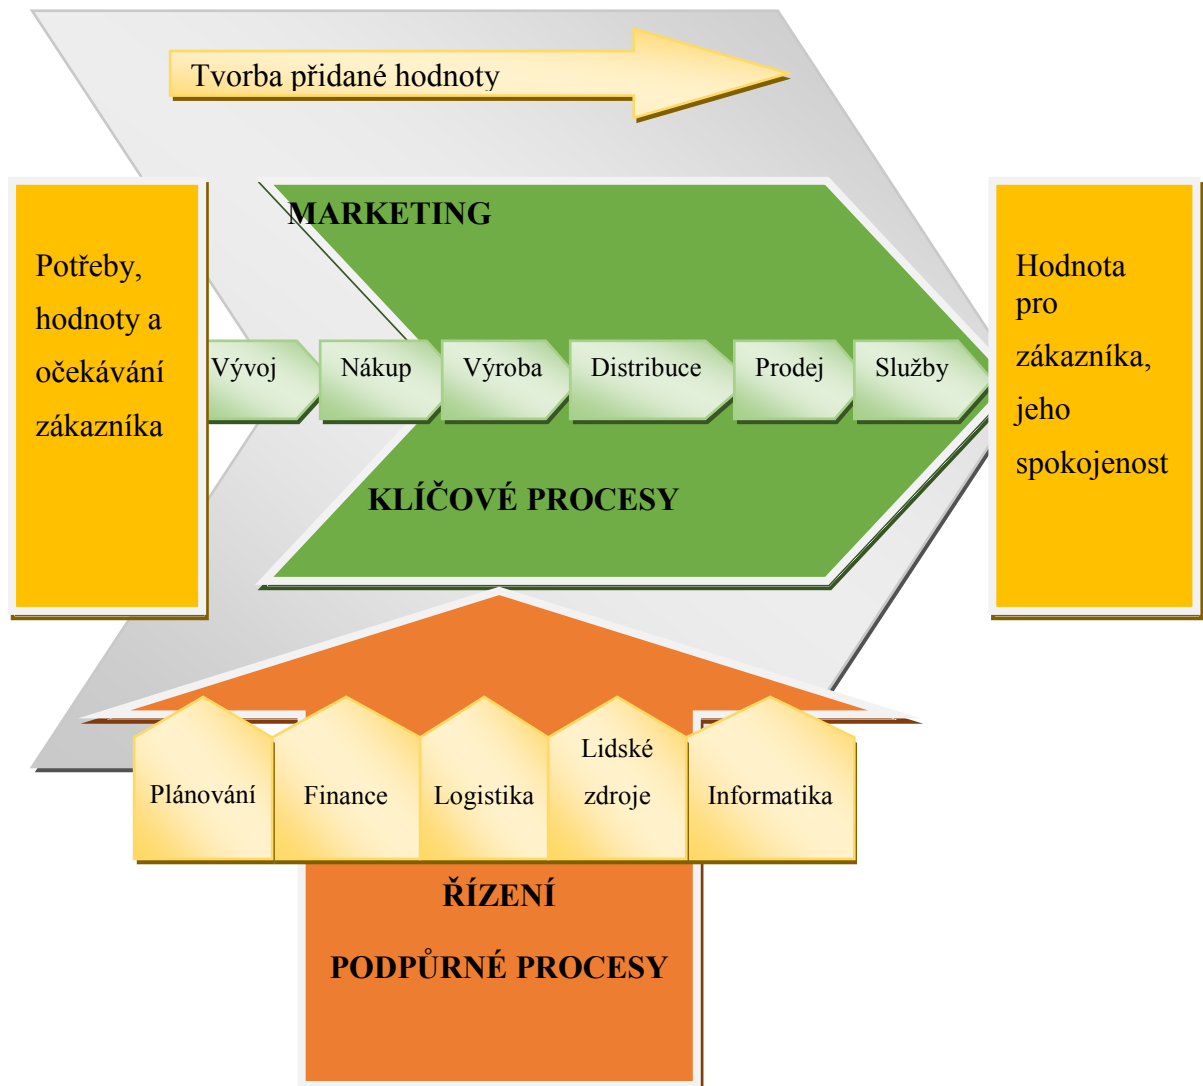 Tvorba přidané hodnoty
MARKETING
Potřeby,
hodnoty a
očekávání
zákazníka
Vývoj
Nákup
Výroba
Distribuce
Prodej
Služby
Hodnota
pro
zákazníka,
jeho
spokojenost
KLÍČOVÉ PROCESY
Plánování
Finance
Logistika
Lidské
zdroje
Informatika
ŘÍZENÍ
PODPŮRNÉ PROCESY